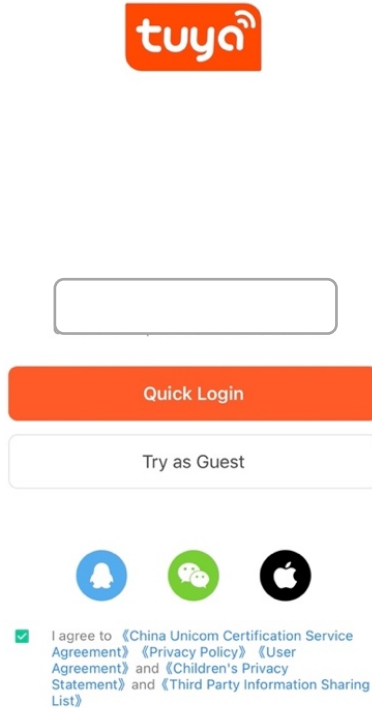 tuya
Quick Login
Try as Guest
I agree to 《China Unicom Certification Service
Agreement》 《Privacy Policy》 《User
Agreement》 and 《Children's Privacy
Statement》 and 《Third Party Information Sharing
List》